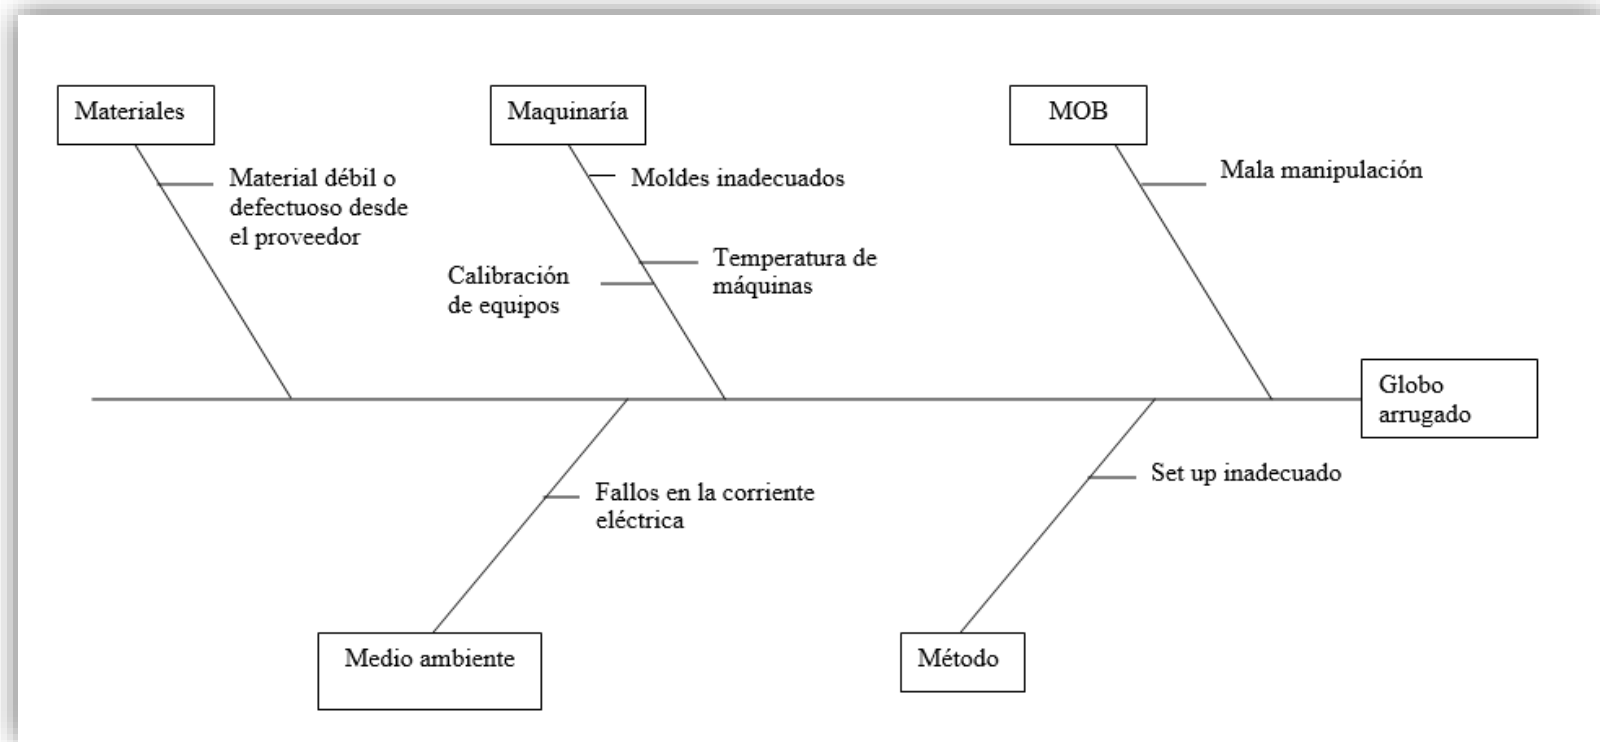 Materiales
Maquinaría
MOB
Material débil o
defectuoso desde
el proveedor
Moldes inadecuados
Mala manipulación
Calibración
de equipos
Temperatura de
máquinas
Globo
arrugado
Fallos en la corriente
eléctrica
Set up inadecuado
Medio ambiente
Método